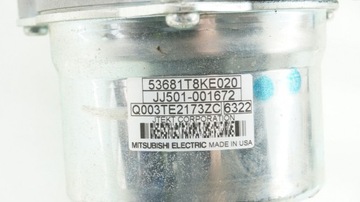 53681T8KE020
JJ501-001672
Q003TE2173ZC 6322
JTEKT CORPORATION
MITSUBISHI ELECTRIC MADE IN USA